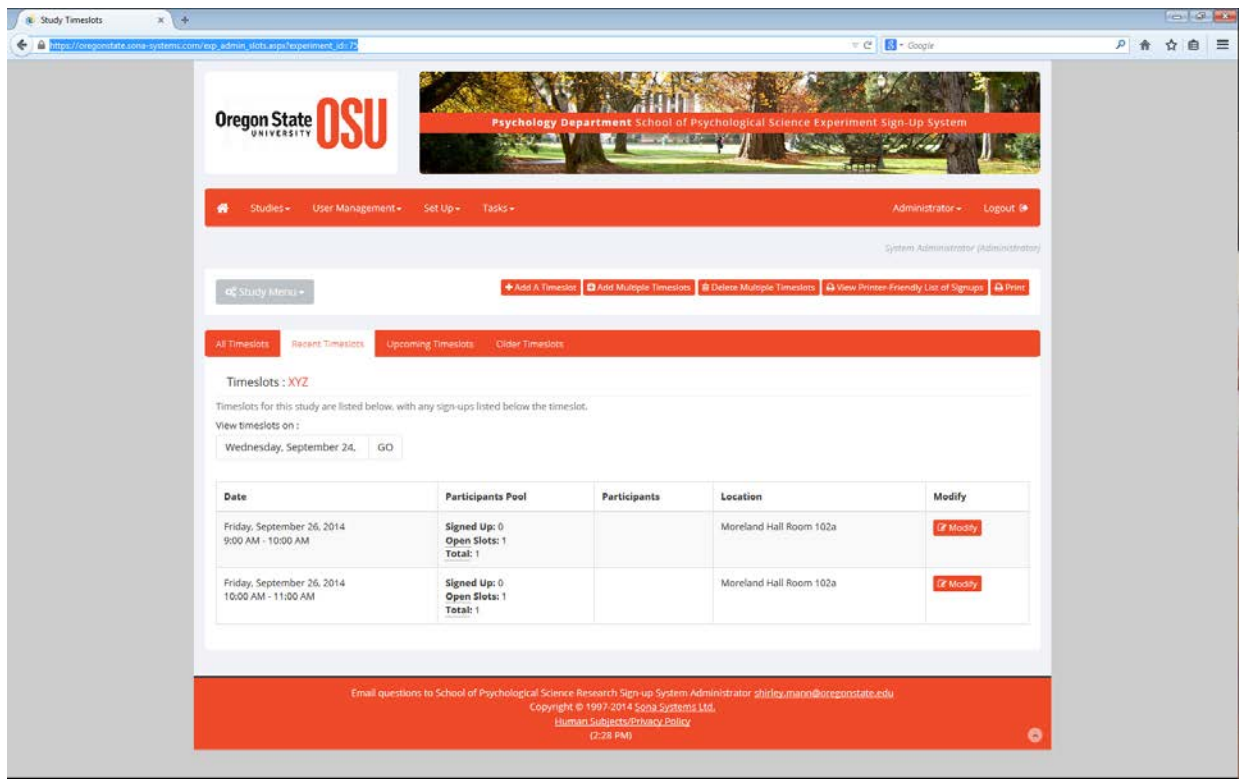 Study Timeslots
https://oregonstate.sona-systems.com/exp_admin_slots.aspx?experiment_id=75
Google
Oregon State
UNIVERSITY
OSU
Psychology Department School of Psychological Science Experiment Sign-Up System
Studies
User Management
Set Up
Tasks
Administrator
Logout
System Administrator (Administrator)
Study Menu
Add A Timeslot
Add Multiple Timeslots
Delete Multiple Timeslots
View Printer-Friendly List of Signups
Print
All Timeslots
Recent Timeslots
Upcoming Timeslots
Older Timeslots
Timeslots : XYZ
Timeslots for this study are listed below, with any sign-ups listed below the timeslot.
View timeslots on :
Wednesday, September 24,
GO
Date
Participants Pool
Participants
Location
Modify
Friday, September 26, 2014
9:00 AM - 10:00 AM
Signed Up: 0
Open Slots: 1
Total: 1
Moreland Hall Room 102a
Modify
Friday, September 26, 2014
10:00 AM - 11:00 AM
Signed Up: 0
Open Slots: 1
Total: 1
Moreland Hall Room 102a
Modify
Email questions to School of Psychological Science Research Sign-up System Administrator shirley.mann@oregonstate.edu
Copyright © 1997-2014 Sona Systems Ltd.
Human Subjects/Privacy Policy
(2:28 PM)